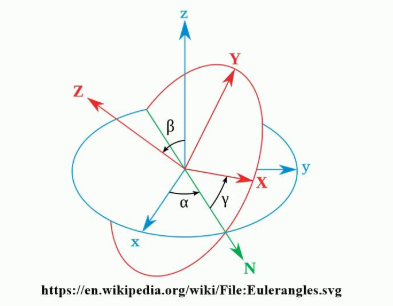 z
Y
Z
β
y
X
α
γ
x
N
https://en.wikipedia.org/wiki/File:Eulerangles.svg